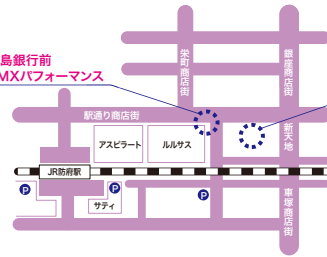 島銀行前
MXパフォーマンス
栄町商店街
銀座商店街
駅通り商店街
アスピラート
ルルサス
新天地
JR防府駅
P
P
P
サティ
車塚商店街